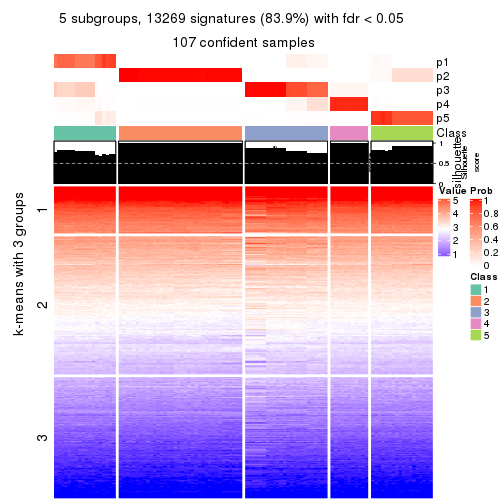 5 subgroups, 13269 signatures (83.9%) with fdr < 0.05
107 confident samples
p1
p2
p3
p4
p5
Class
1
0.5
0
silhouette
Silhouette
score
k-means with 3 groups
1
2
3
Value
5
4
3
2
1
Prob
1
0.8
0.6
0.4
0.2
0
Class
1
2
3
4
5